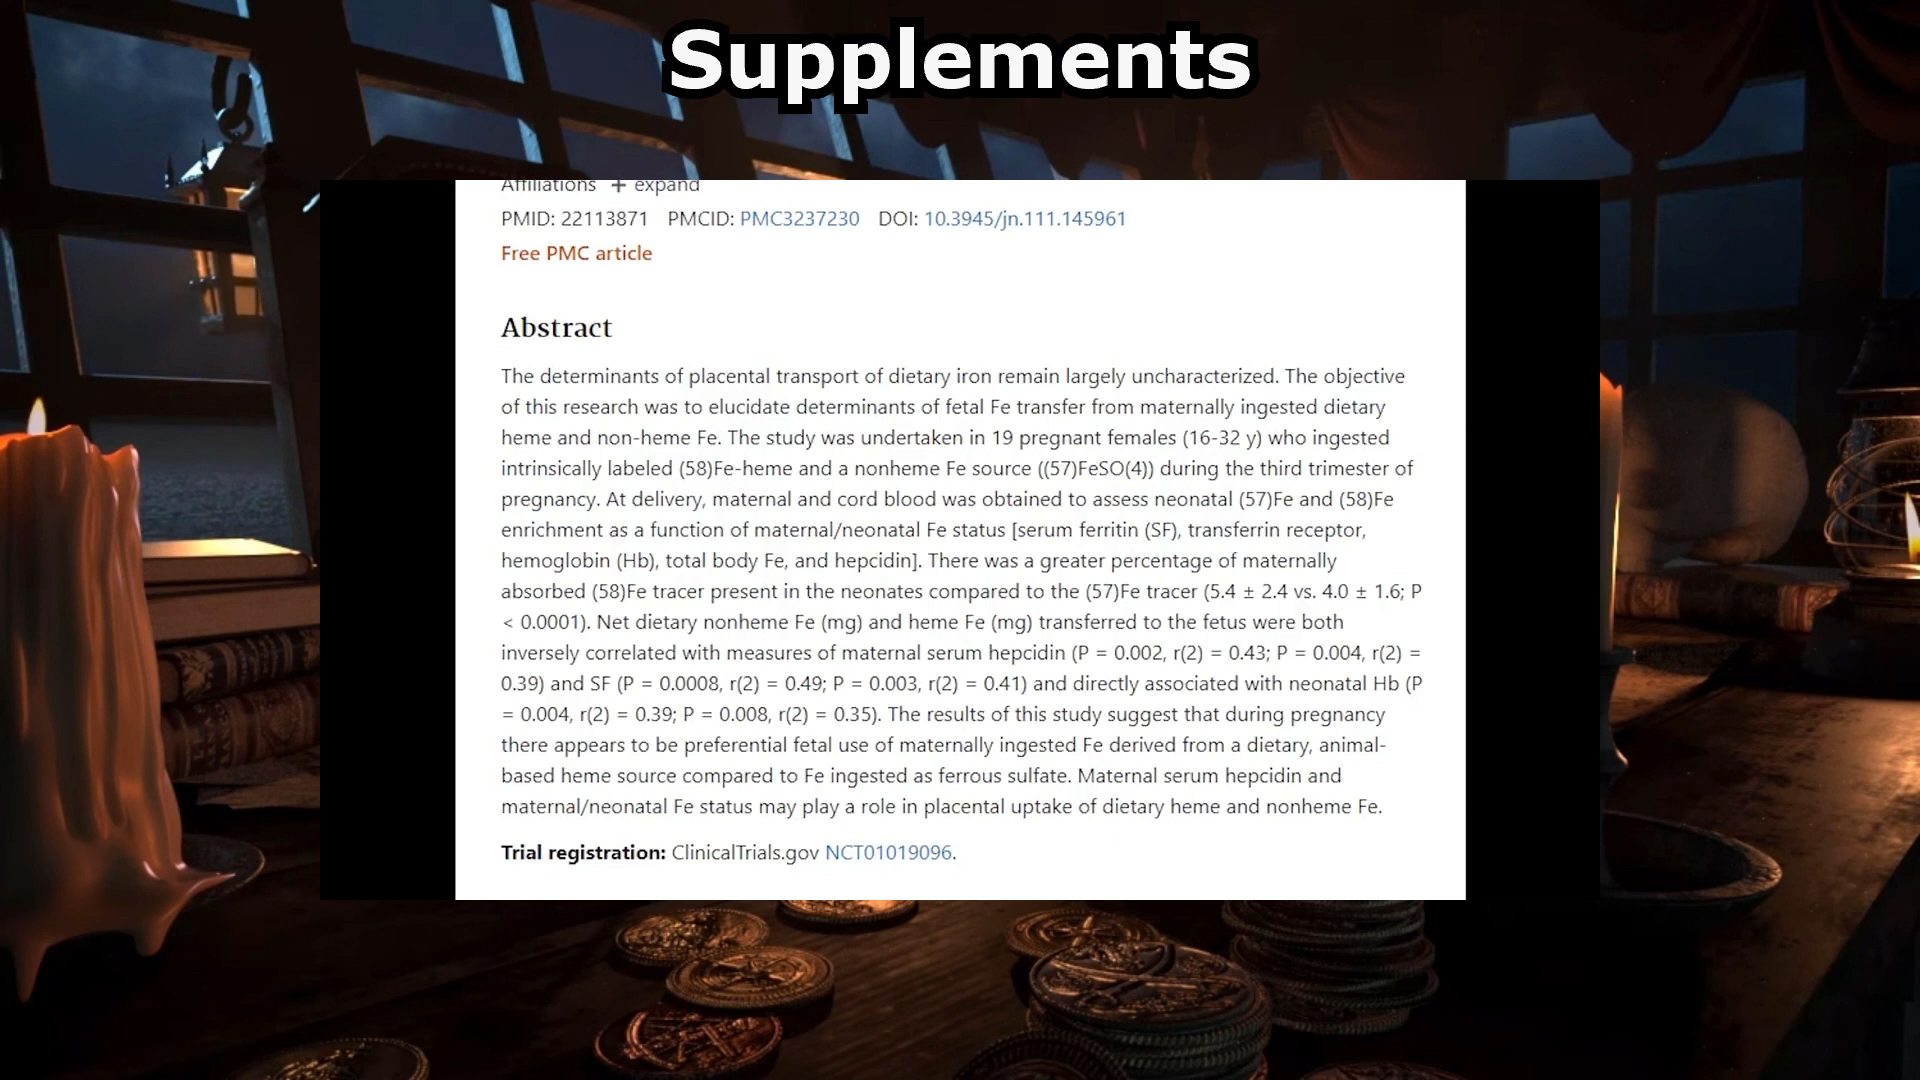 Supplements
Affiliations + expand
PMID: 22113871 PMCID: PMC3237230 DOI: 10.3945/jn.111.145961
Free PMC article
Abstract
The determinants of placental transport of dietary iron remain largely uncharacterized. The objective
of this research was to elucidate determinants of fetal Fe transfer from maternally ingested dietary
heme and non-heme Fe. The study was undertaken in 19 pregnant females (16-32 y) who ingested
intrinsically labeled (58)Fe-heme and a nonheme Fe source ((57)FeSO(4)) during the third trimester of
pregnancy. At delivery, maternal and cord blood was obtained to assess neonatal (57)Fe and (58)Fe
enrichment as a function of maternal/neonatal Fe status [serum ferritin (SF), transferrin receptor,
hemoglobin (Hb), total body Fe, and hepcidin]. There was a greater percentage of maternally
absorbed (58)Fe tracer present in the neonates compared to the (57)Fe tracer (5.4 ± 2.4 vs. 4.0 ± 1.6; P
< 0.0001). Net dietary nonheme Fe (mg) and heme Fe (mg) transferred to the fetus were both
inversely correlated with measures of maternal serum hepcidin (P = 0.002, r(2) = 0.43; P = 0.004, r(2) =
0.39) and SF (P = 0.0008, r(2) = 0.49; P = 0.003, r(2) = 0.41) and directly associated with neonatal Hb (P
= 0.004, r(2) = 0.39; P = 0.008, r(2) = 0.35). The results of this study suggest that during pregnancy
there appears to be preferential fetal use of maternally ingested Fe derived from a dietary, animal-
based heme source compared to Fe ingested as ferrous sulfate. Maternal serum hepcidin and
maternal/neonatal Fe status may play a role in placental uptake of dietary heme and nonheme Fe.
Trial registration: ClinicalTrials.gov NCT01019096.